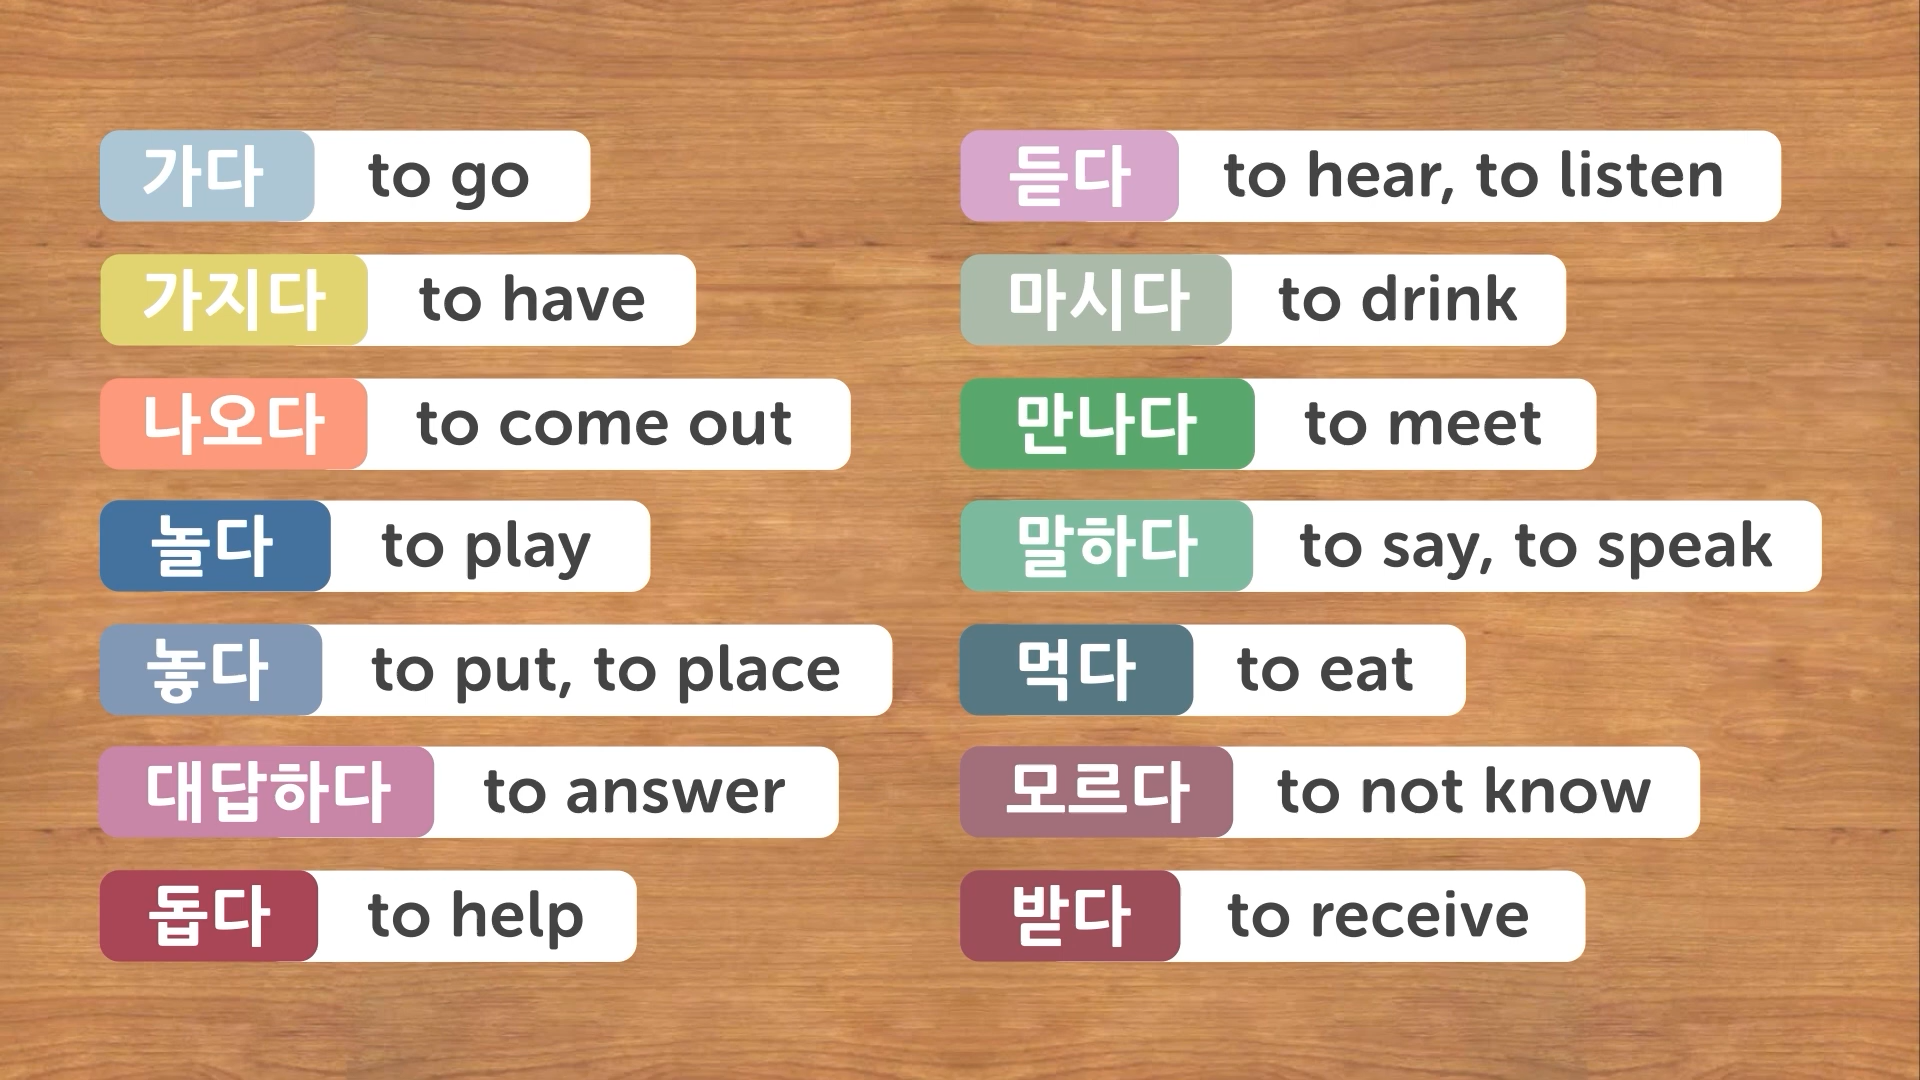 가다 to go
가지다 to have
나오다 to come out
놀다 to play
놓다 to put, to place
대답하다 to answer
돕다 to help
듣다 to hear, to listen
마시다 to drink
만나다 to meet
말하다 to say, to speak
먹다 to eat
모르다 to not know
받다 to receive